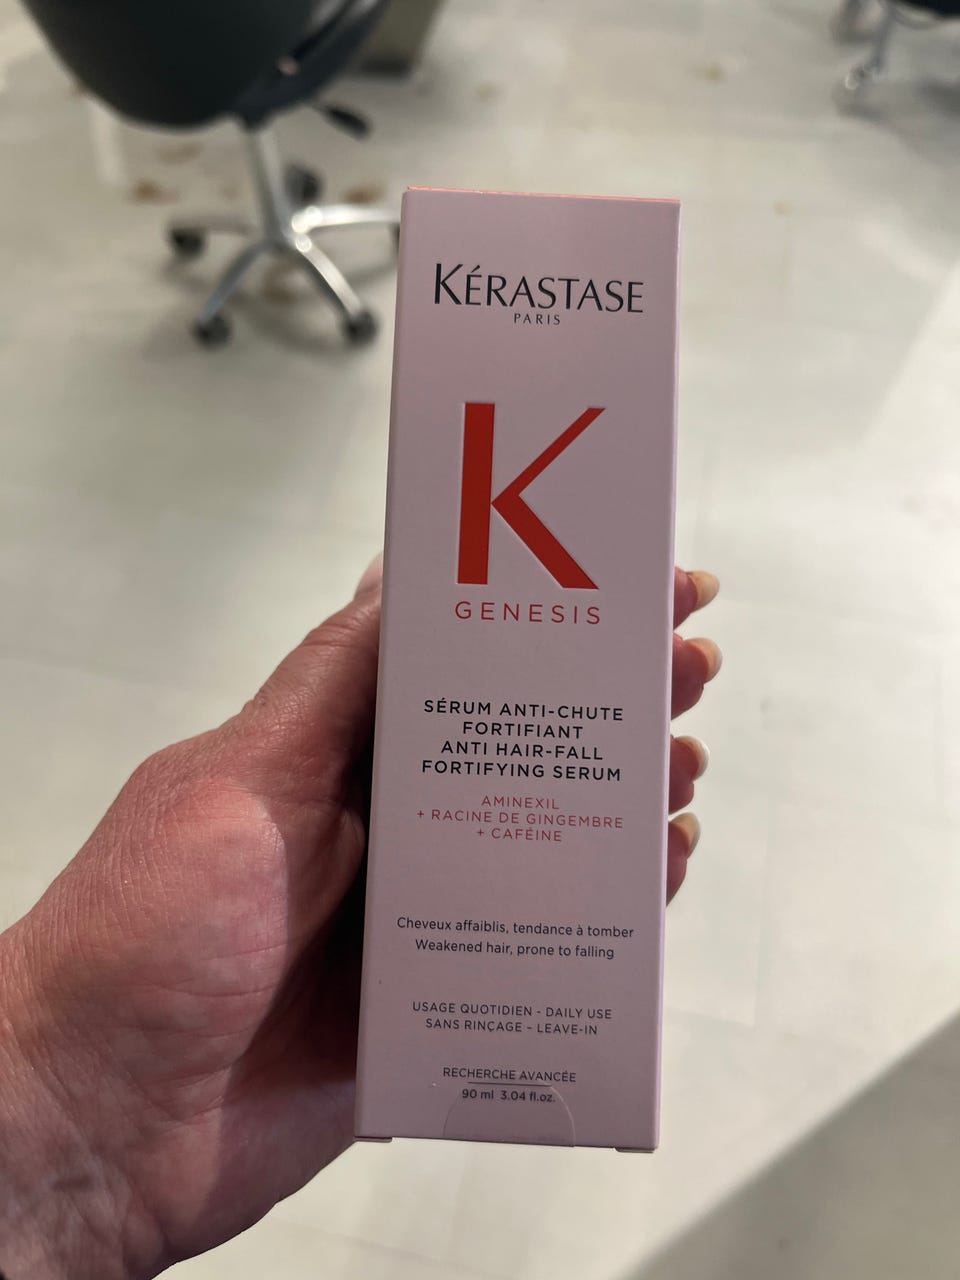 KÉRASTASE
PARIS
K
GENESIS
SÉRUM ANTI-CHUTE
FORTIFIANT
ANTI HAIR-FALL
FORTIFYING SERUM
AMINEXIL
+ RACINE DE GINGEMBRE
+ CAFÉINE
Cheveux affaiblis, tendance à tomber
Weakened hair, prone to falling
USAGE QUOTIDIEN - DAILY USE
SANS RINÇAGE - LEAVE-IN
RECHERCHE AVANCÉE
90 ml 3.04 fl.oz.